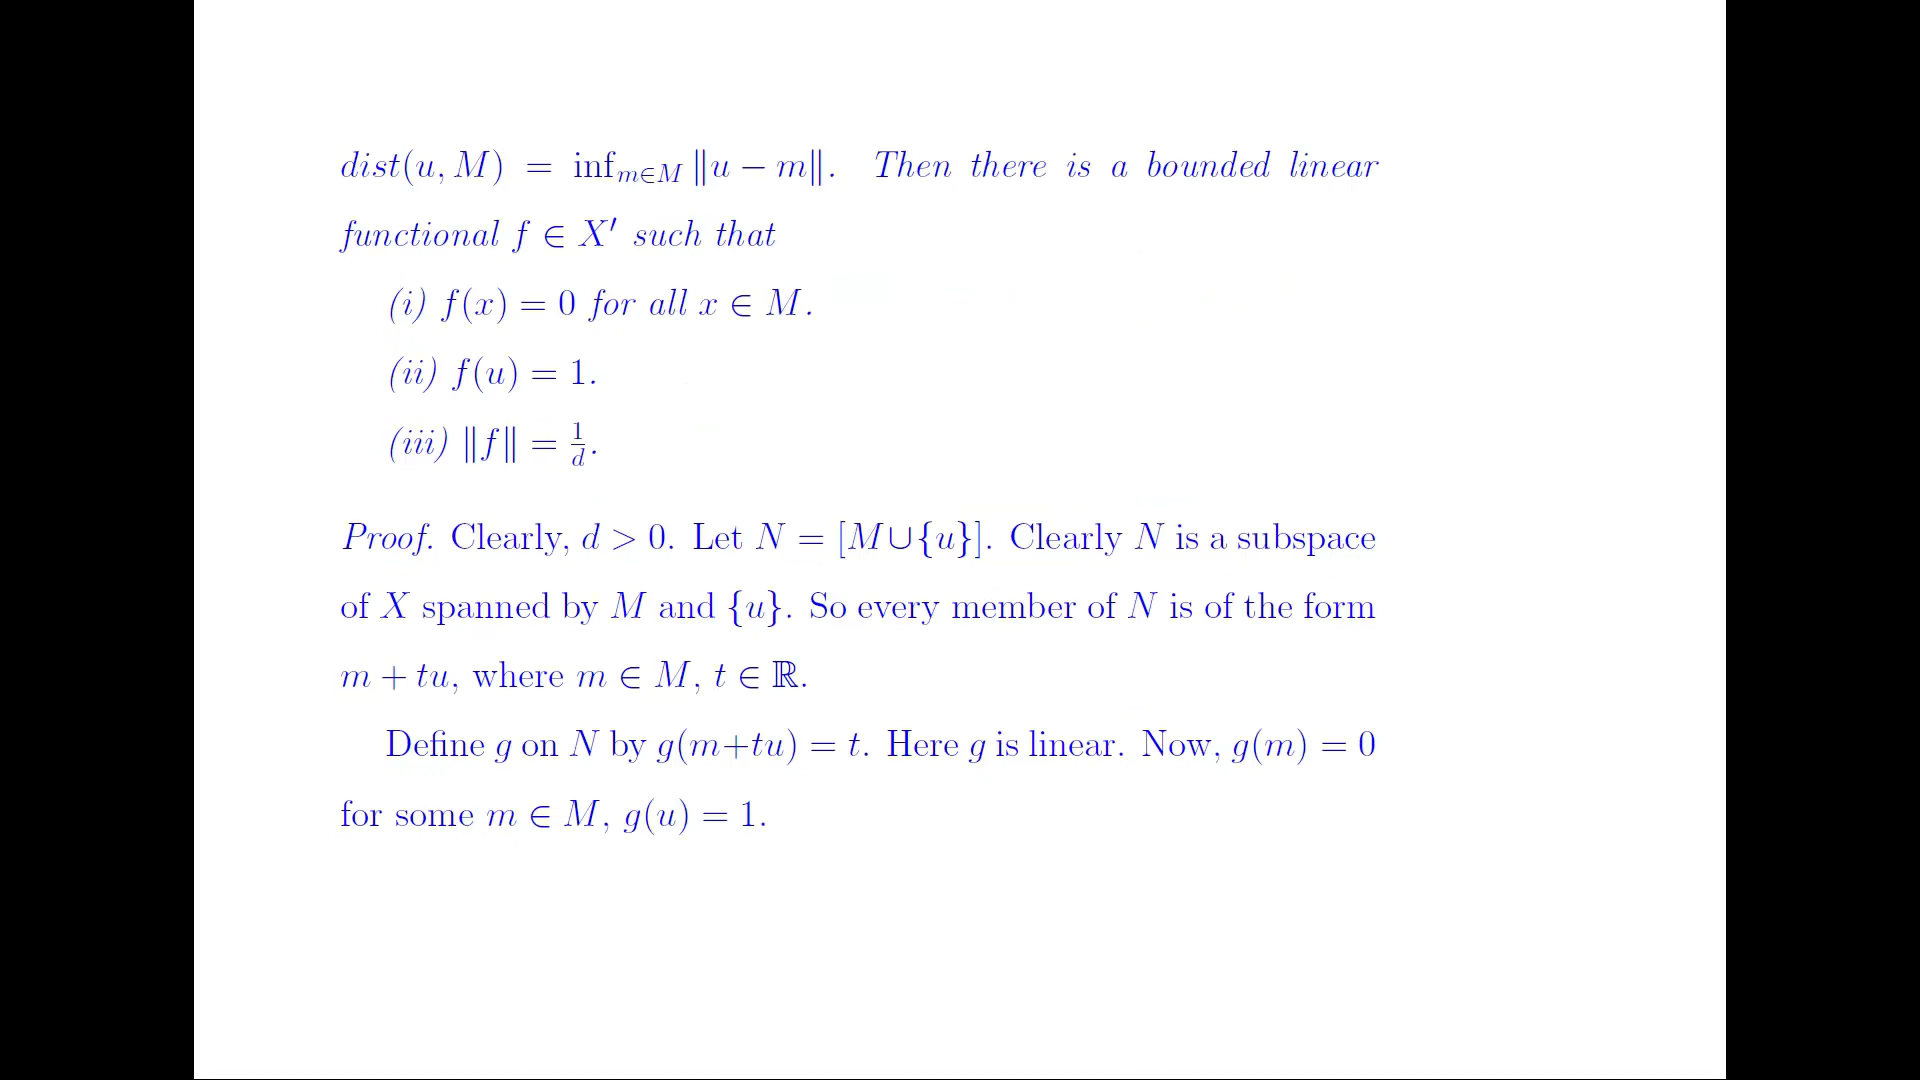 dist(u, M) = inf_{m∈M} ‖u − m‖. Then there is a bounded linear
functional f ∈ X′ such that
(i) f(x) = 0 for all x ∈ M.
(ii) f(u) = 1.
(iii) ‖f‖ = 1/d.
Proof. Clearly, d > 0. Let N = [M∪{u}]. Clearly N is a subspace
of X spanned by M and {u}. So every member of N is of the form
m + tu, where m ∈ M, t ∈ ℝ.
Define g on N by g(m+tu) = t. Here g is linear. Now, g(m) = 0
for some m ∈ M, g(u) = 1.